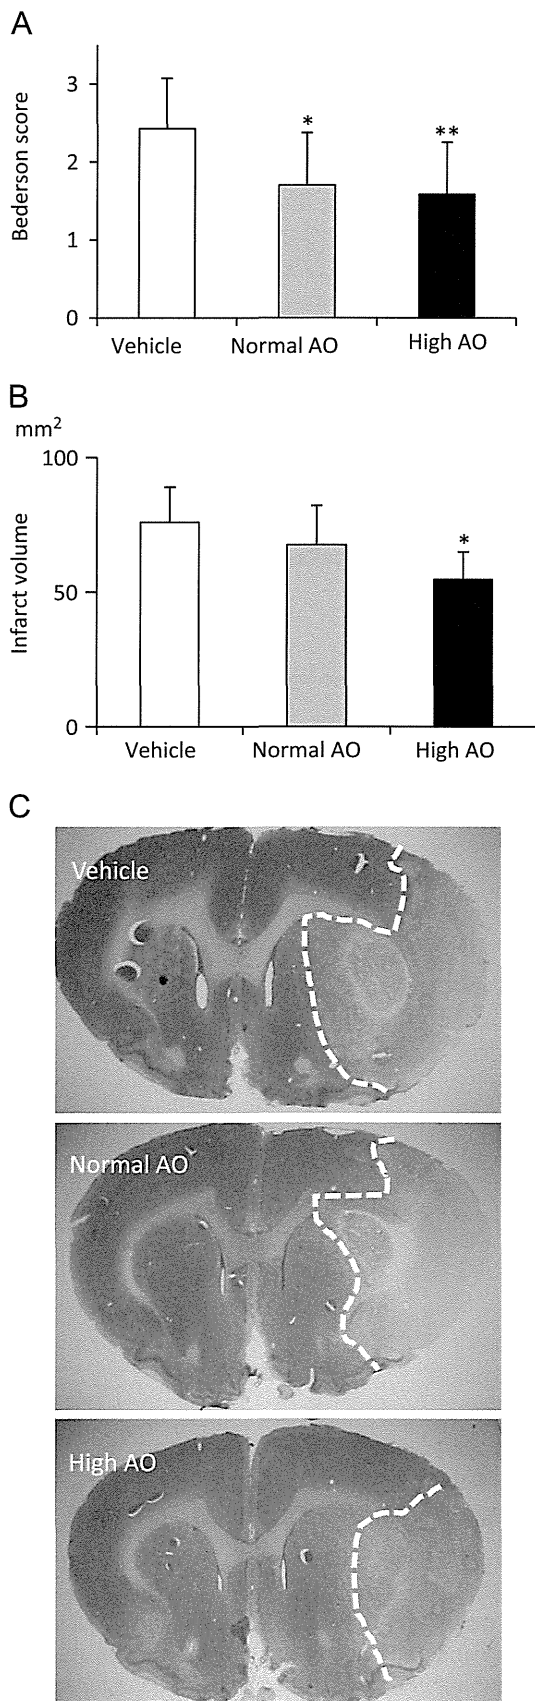 A
Bederson score
3
2
1
0
*
**
Vehicle
Normal AO
High AO
B
mm²
Infarct volume
100
50
0
*
Vehicle
Normal AO
High AO
C
Vehicle
Normal AO
High AO